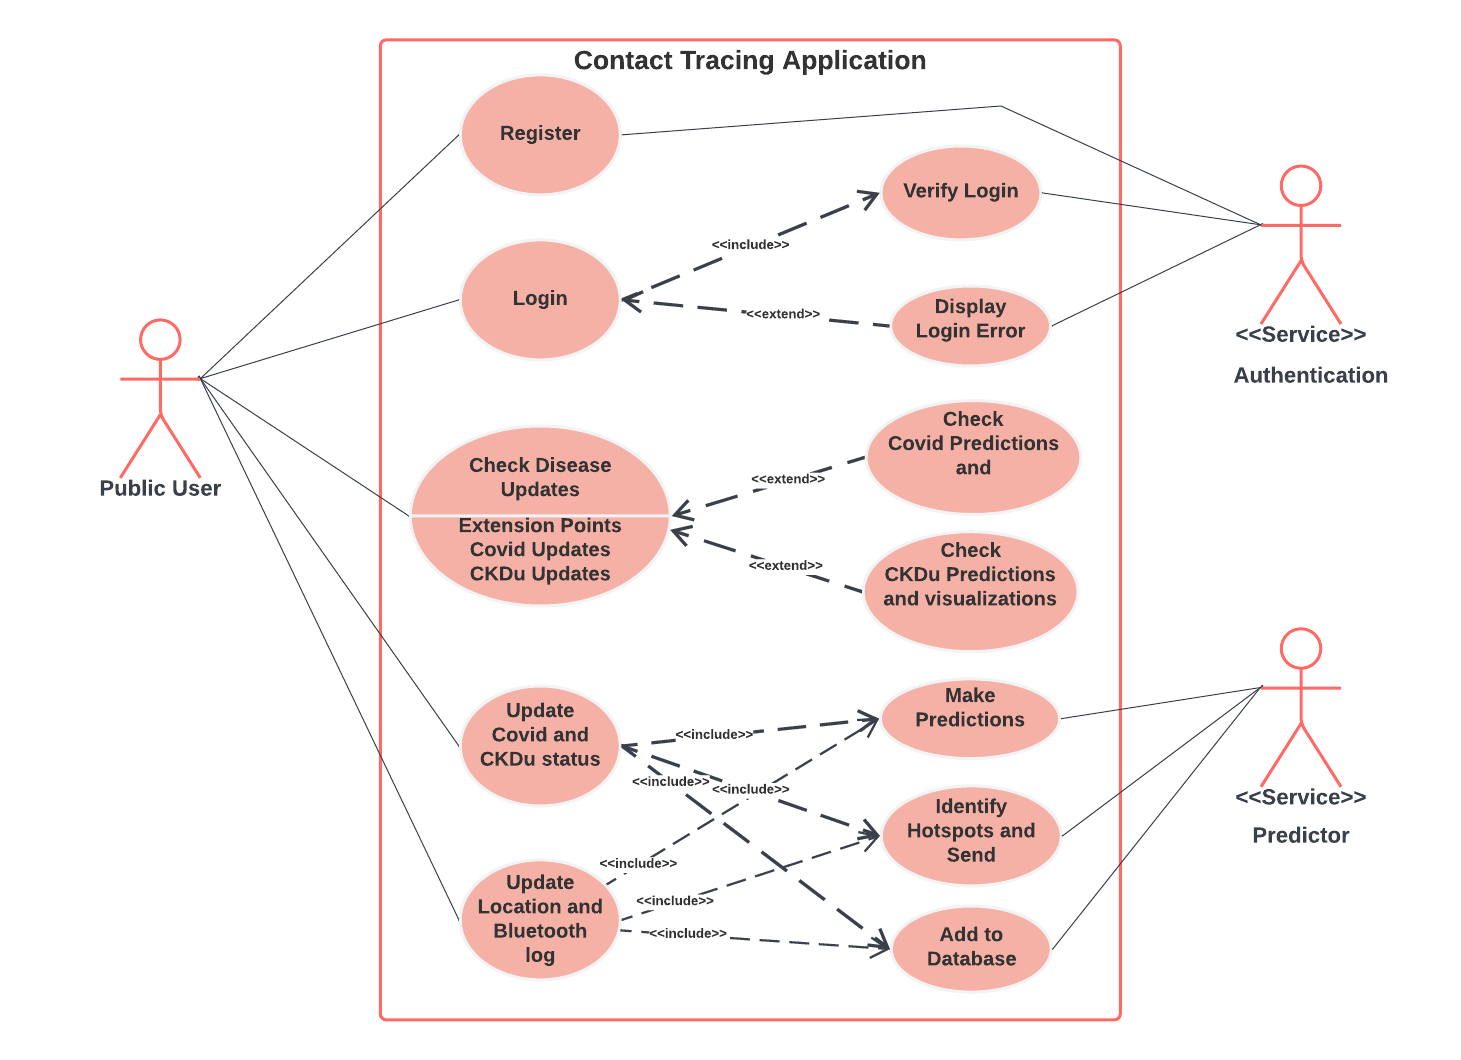 Contact Tracing Application
Register
Verify Login
<<include>>
Login
Display
Login Error
<<extend>>
<<Service>>
Authentication
Public User
Check
Covid Predictions
and
Check Disease
Updates
<<extend>>
Extension Points
Covid Updates
CKDu Updates
Check
CKDu Predictions
and visualizations
<<extend>>
Update
Covid and
CKDu status
Make
Predictions
<<include>>
<<include>>
<<include>>
Identify
Hotspots and
Send
<<Service>>
Predictor
<<include>>
Update
Location and
Bluetooth
log
<<include>>
<<include>>
Add to
Database